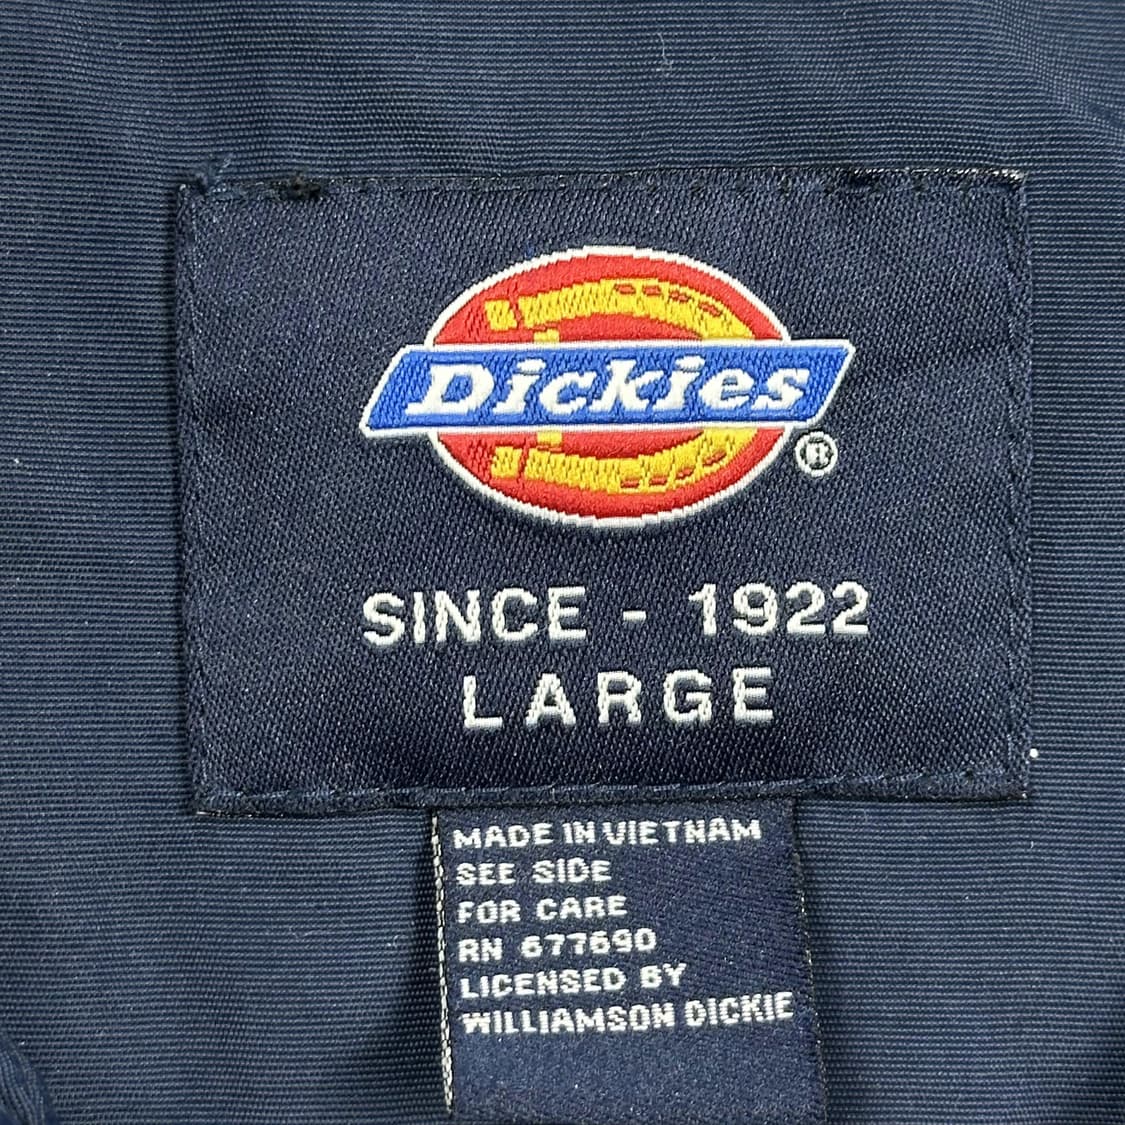 Dickies
®
SINCE - 1922
LARGE
MADE IN VIETNAM
SEE SIDE
FOR CARE
RN 677690
LICENSED BY
WILLIAMSON DICKIE